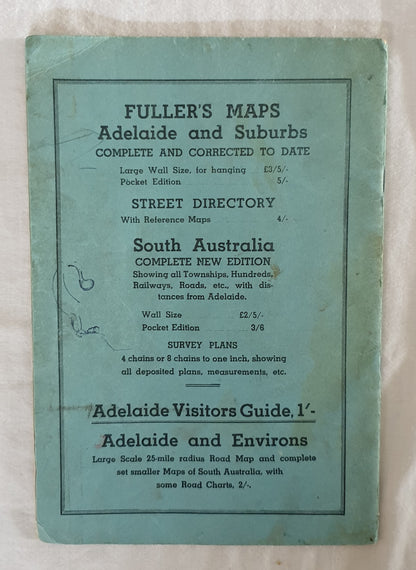 FULLER'S MAPS
Adelaide and Suburbs
COMPLETE AND CORRECTED TO DATE
Large Wall Size, for hanging £3/5/-
Pocket Edition 5/-
STREET DIRECTORY
With Reference Maps 4/-
South Australia
COMPLETE NEW EDITION
Showing all Townships, Hundreds,
Railways, Roads, etc., with dis-
tances from Adelaide.
Wall Size £2/5/-
Pocket Edition 3/6
SURVEY PLANS
4 chains or 8 chains to one inch, showing
all deposited plans, measurements, etc.
Adelaide Visitors Guide, 1'-
Adelaide and Environs
Large Scale 25-mile radius Road Map and complete
set smaller Maps of South Australia, with
some Road Charts, 2/-.